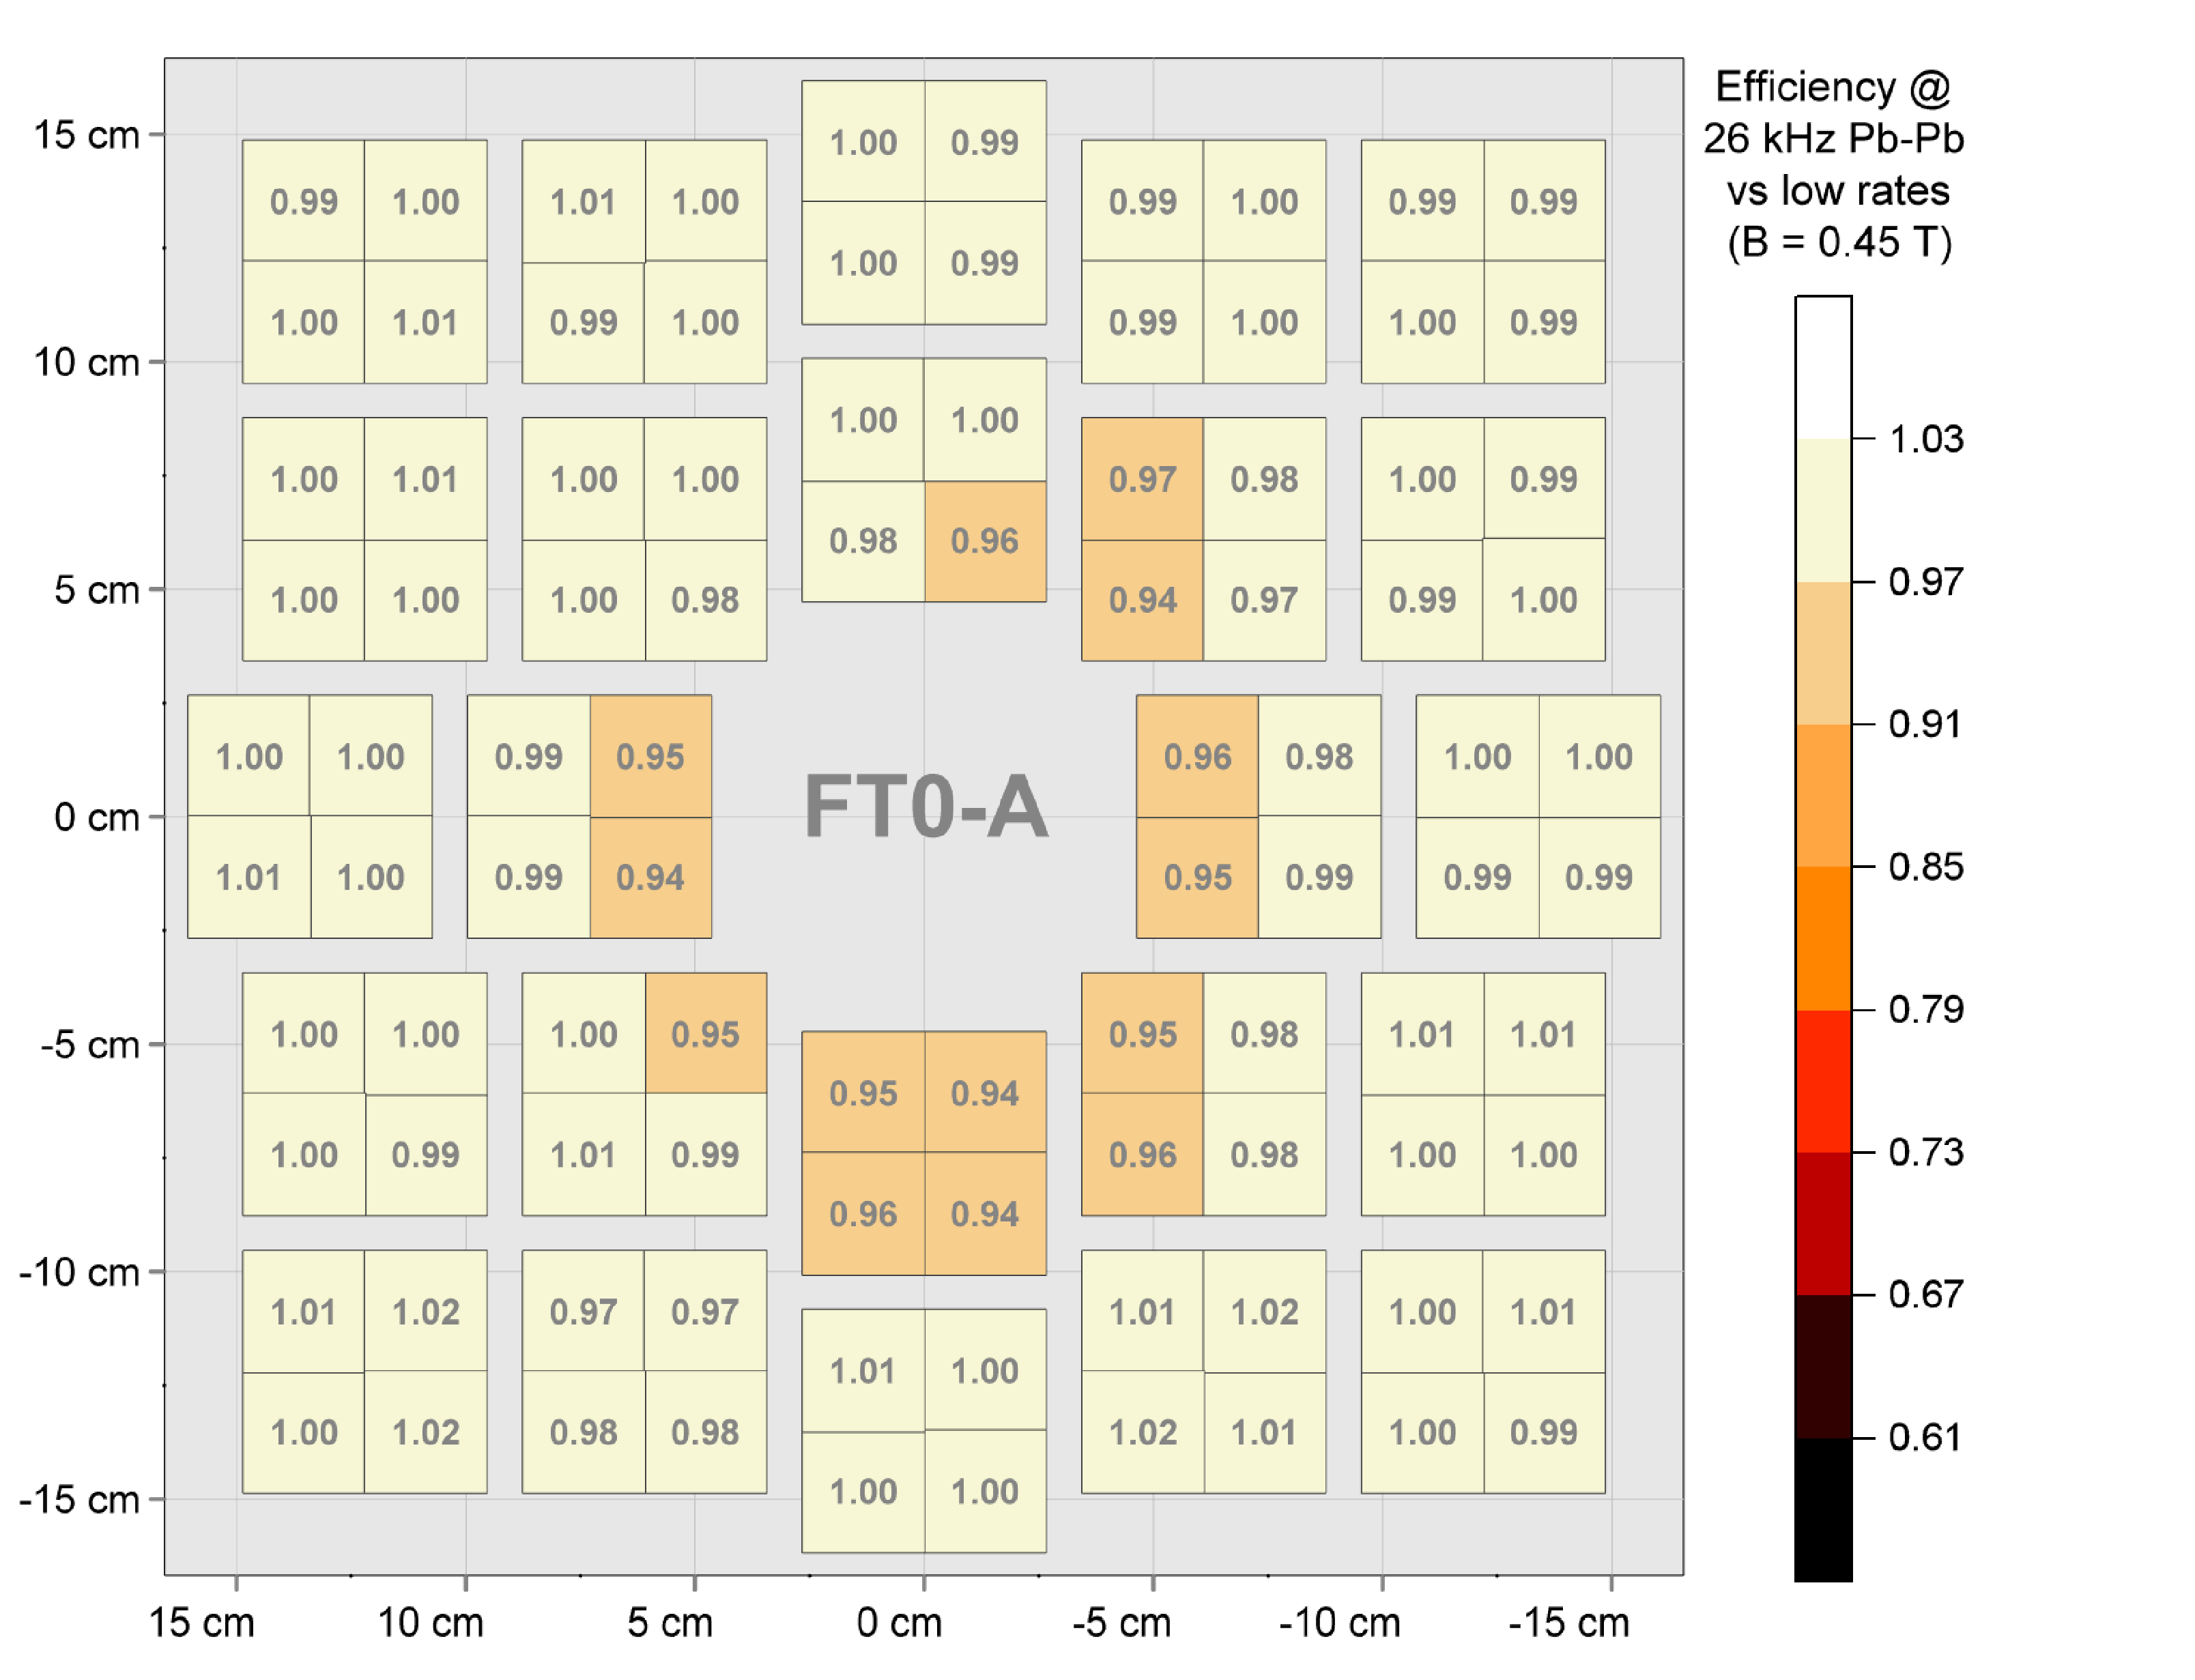 Efficiency @
26 kHz Pb-Pb
vs low rates
(B = 0.45 T)
15 cm
1.00 0.99
0.99 1.00 1.01 1.00 0.99 1.00 0.99 0.99
1.00 0.99
1.00 1.01 0.99 1.00 0.99 1.00 1.00 0.99
10 cm
1.00 1.00
1.03
1.00 1.01 1.00 1.00 0.97 0.98 1.00 0.99
0.98 0.96
0.97
5 cm
1.00 1.00 1.00 0.98 0.94 0.97 0.99 1.00
0.91
1.00 1.00 0.99 0.95 0.96 0.98 1.00 1.00
FT0-A
0 cm
0.85
1.01 1.00 0.99 0.94 0.95 0.99 0.99 0.99
0.79
1.00 1.00 1.00 0.95 0.95 0.98 1.01 1.01
-5 cm
0.95 0.94
0.73
1.00 0.99 1.01 0.99 0.96 0.98 1.00 1.00
0.96 0.94
-10 cm
0.67
1.01 1.02 0.97 0.97 1.01 1.02 1.00 1.01
1.01 1.00
1.00 1.02 0.98 0.98 1.02 1.01 1.00 0.99
0.61
1.00 1.00
-15 cm
15 cm 10 cm 5 cm 0 cm -5 cm -10 cm -15 cm